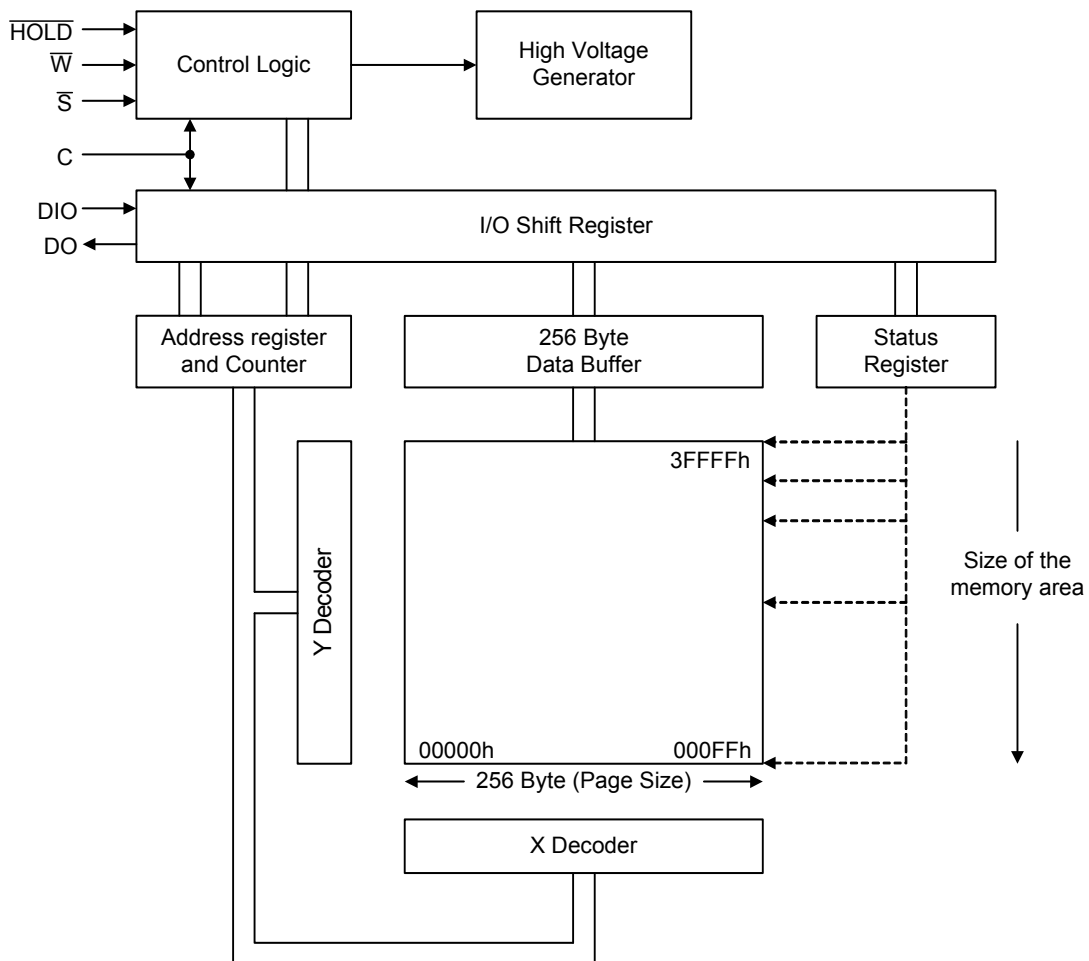 H̅O̅L̅D̅
W̅
S̅
C
DIO
DO
Control Logic
High Voltage
Generator
I/O Shift Register
Address register
and Counter
256 Byte
Data Buffer
Status
Register
Y Decoder
3FFFFh
00000h
000FFh
256 Byte (Page Size)
Size of the
memory area
X Decoder